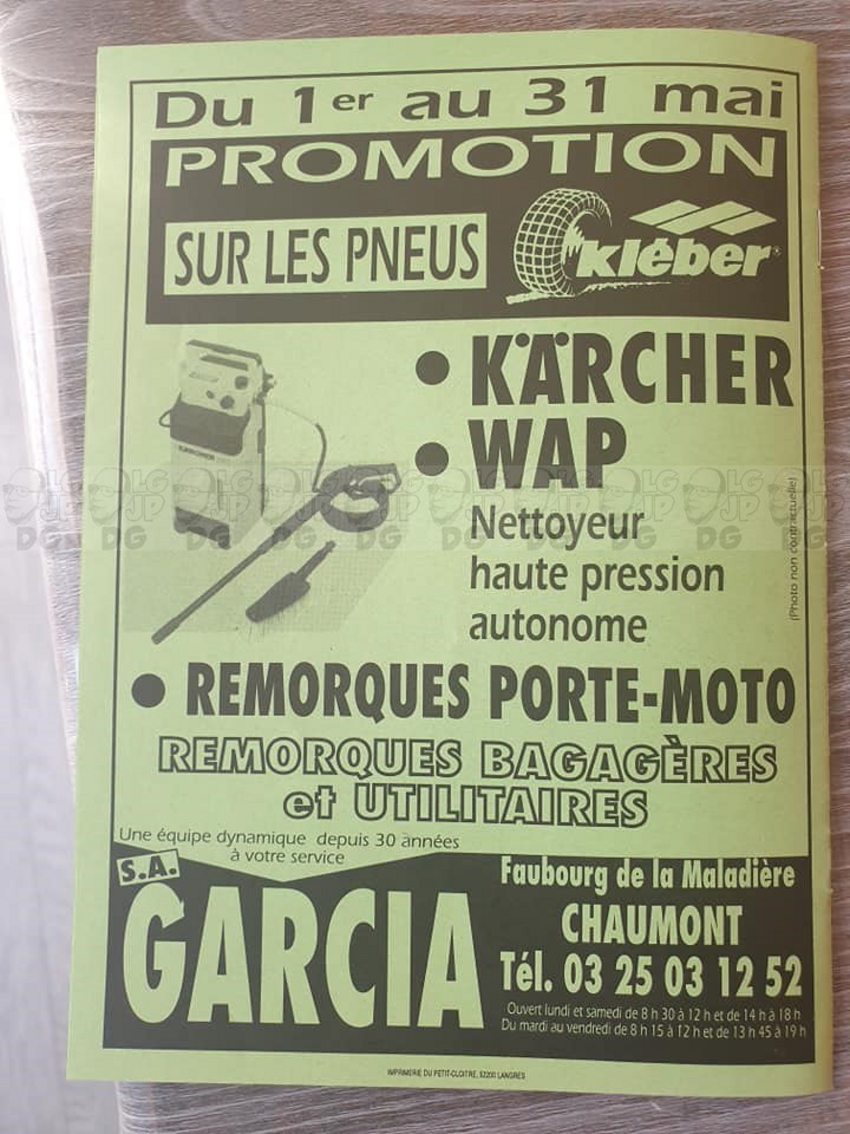 Du 1er au 31 mai
PROMOTION
SUR LES PNEUS
kléber
• KÄRCHER
• WAP
Nettoyeur
haute pression
autonome
(Photo non contractuelle)
KÄRCHER
• REMORQUES PORTE-MOTO
REMORQUES BAGAGÈRES
et UTILITAIRES
Une équipe dynamique depuis 30 années
à votre service
S.A.
GARCIA
Faubourg de la Maladière
CHAUMONT
Tél. 03 25 03 12 52
Ouvert lundi et samedi de 8 h 30 à 12 h et de 14 h à 18 h
Du mardi au vendredi de 8 h 15 à 12 h et de 13 h 45 à 19 h
IMPRIMERIE DU PETIT-CLOITRE, 52200 LANGRES
LG JP DG